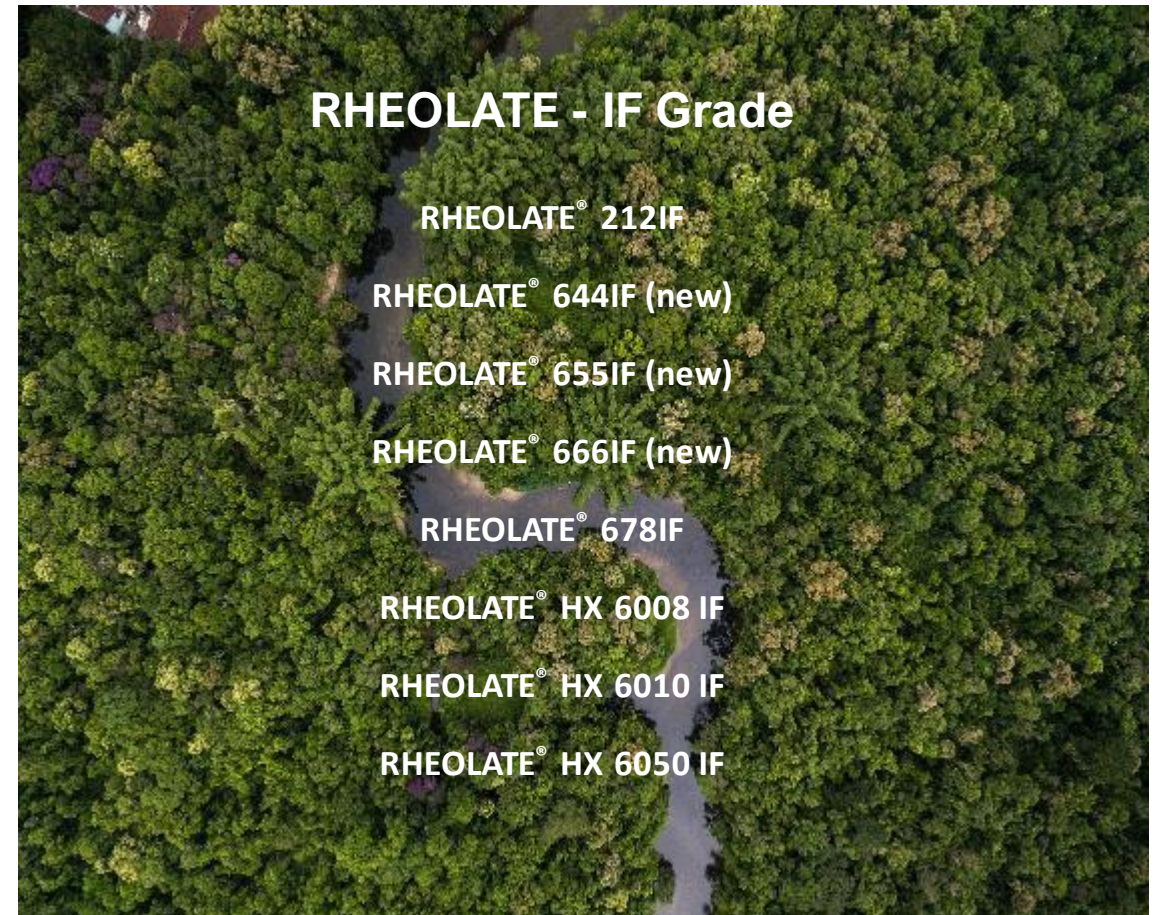 RHEOLATE - IF Grade
RHEOLATE® 212IF
RHEOLATE® 644IF (new)
RHEOLATE® 655IF (new)
RHEOLATE® 666IF (new)
RHEOLATE® 678IF
RHEOLATE® HX 6008 IF
RHEOLATE® HX 6010 IF
RHEOLATE® HX 6050 IF